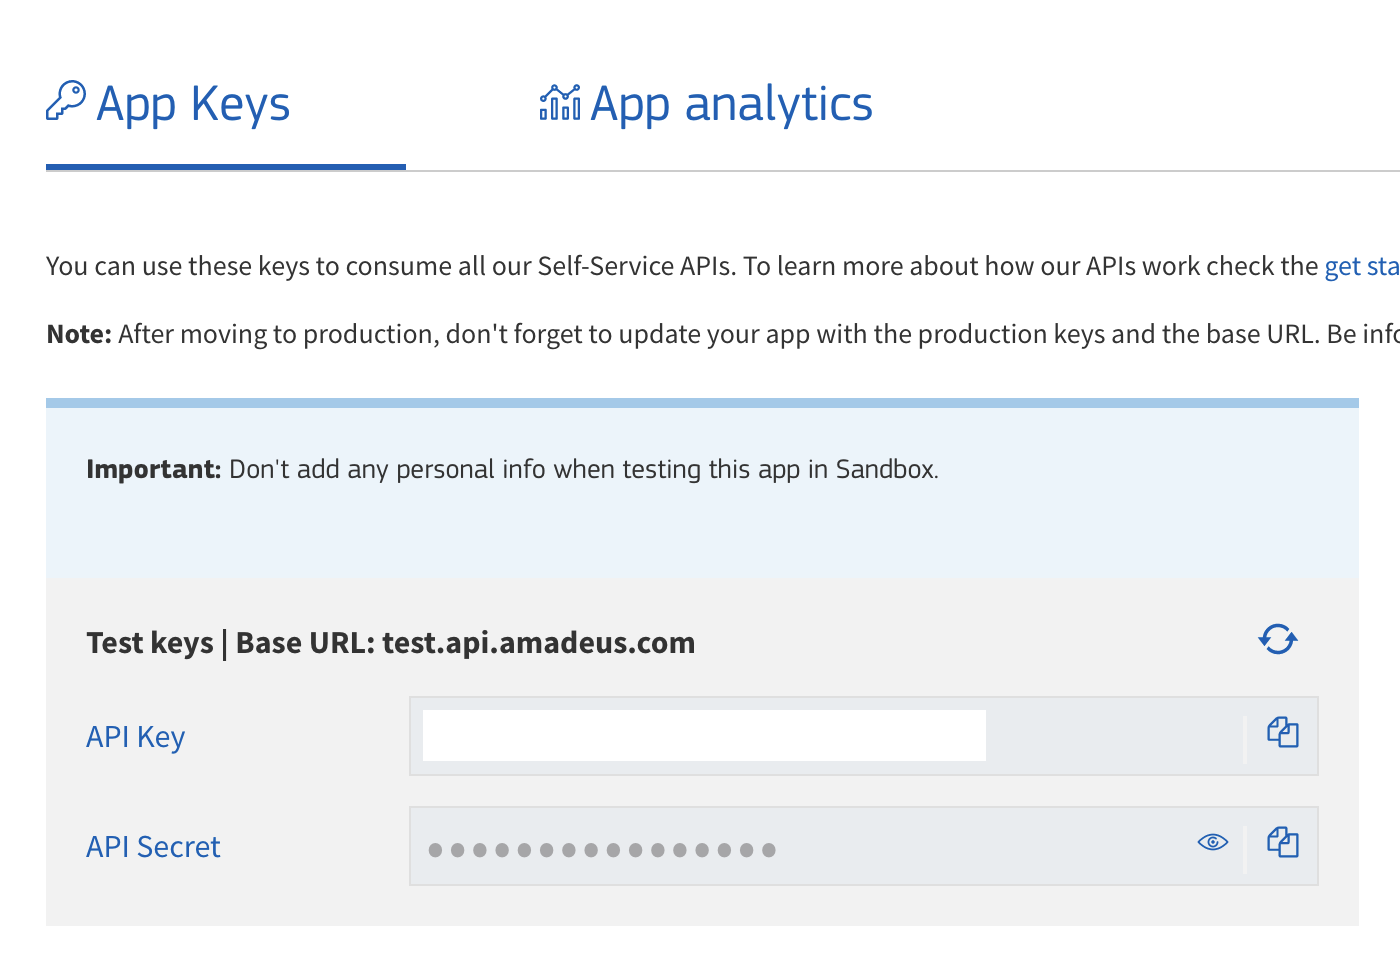 App Keys
App analytics
You can use these keys to consume all our Self-Service APIs. To learn more about how our APIs work check the get sta
Note: After moving to production, don't forget to update your app with the production keys and the base URL. Be info
Important: Don't add any personal info when testing this app in Sandbox.
Test keys | Base URL: test.api.amadeus.com
API Key
API Secret